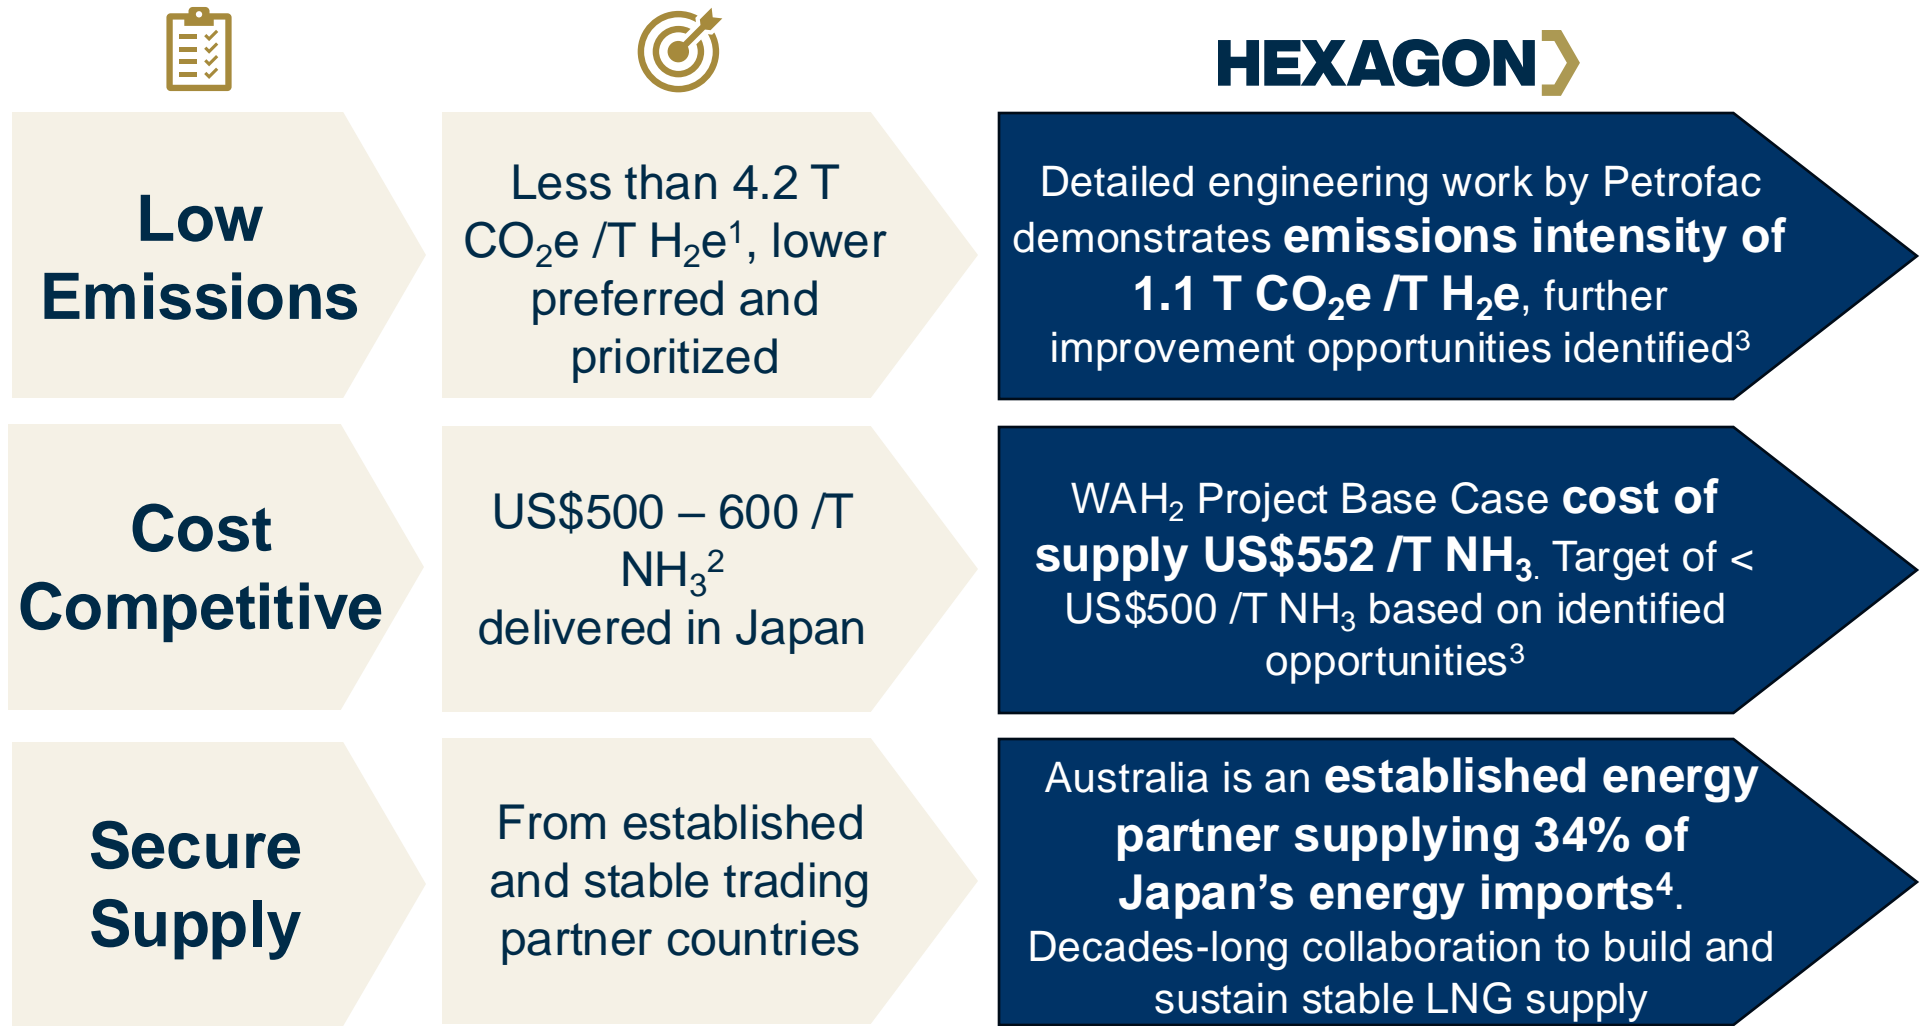 HEXAGON
Low
Emissions
Less than 4.2 T
CO₂e /T H₂e¹, lower
preferred and
prioritized
Detailed engineering work by Petrofac
demonstrates emissions intensity of
1.1 T CO₂e /T H₂e, further
improvement opportunities identified³
Cost
Competitive
US$500 – 600 /T
NH₃²
delivered in Japan
WAH₂ Project Base Case cost of
supply US$552 /T NH₃. Target of <
US$500 /T NH₃ based on identified
opportunities³
Secure
Supply
From established
and stable trading
partner countries
Australia is an established energy
partner supplying 34% of
Japan’s energy imports⁴.
Decades-long collaboration to build and
sustain stable LNG supply